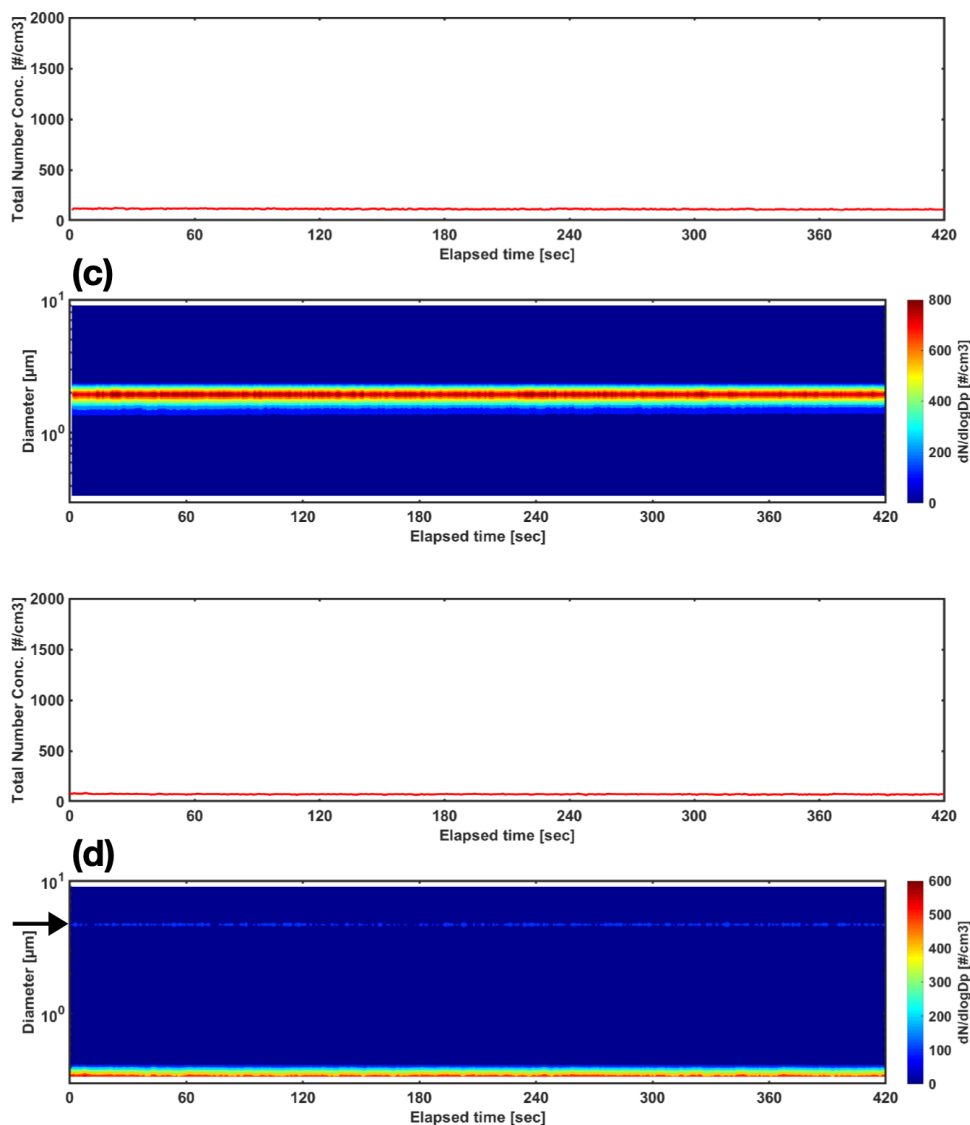 2000
1500
1000
500
0
Total Number Conc. [#/cm3]
0 60 120 180 240 300 360 420
Elapsed time [sec]
(c)
10¹
10⁰
Diameter [µm]
0 60 120 180 240 300 360 420
Elapsed time [sec]
800
600
400
200
0
dN/dlogDp [#/cm3]
2000
1500
1000
500
0
Total Number Conc. [#/cm3]
0 60 120 180 240 300 360 420
Elapsed time [sec]
(d)
10¹
10⁰
Diameter [µm]
0 60 120 180 240 300 360 420
Elapsed time [sec]
600
500
400
300
200
100
0
dN/dlogDp [#/cm3]